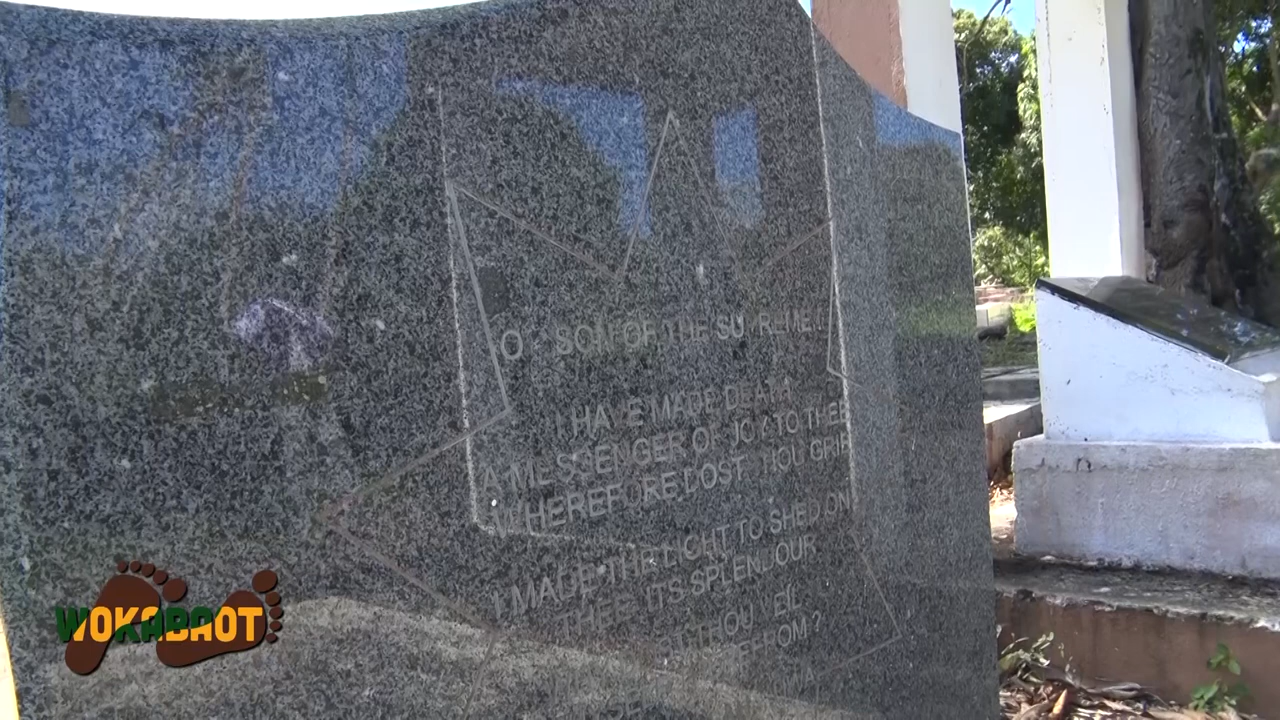 O SON OF THE SUPREME!
I HAVE MADE DEATH
A MESSENGER OF JOY TO THEE
WHEREFORE DOST THOU GRIEVE
I MADE THE LIGHT TO SHED ON
THEE ITS SPLENDOUR
THOU VEIL
WOKABAOT